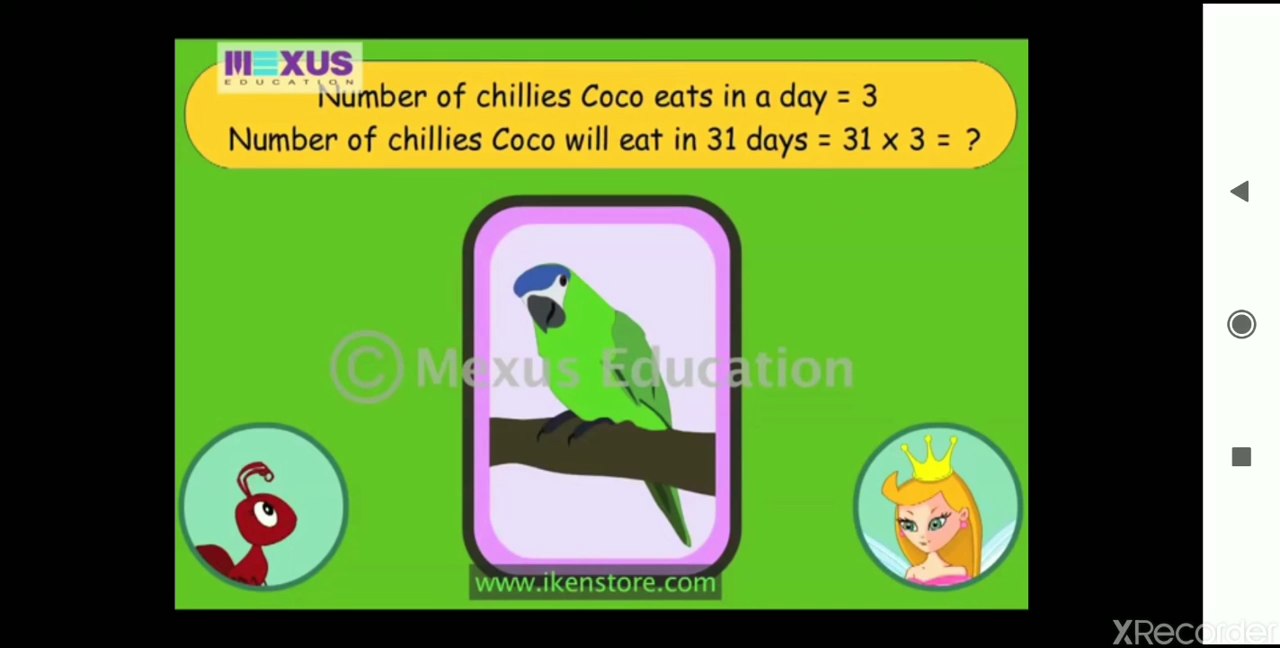 MEXUS
EDUCATION
Number of chillies Coco eats in a day = 3
Number of chillies Coco will eat in 31 days = 31 x 3 = ?
© Mexus Education
www.ikenstore.com
XRecorder